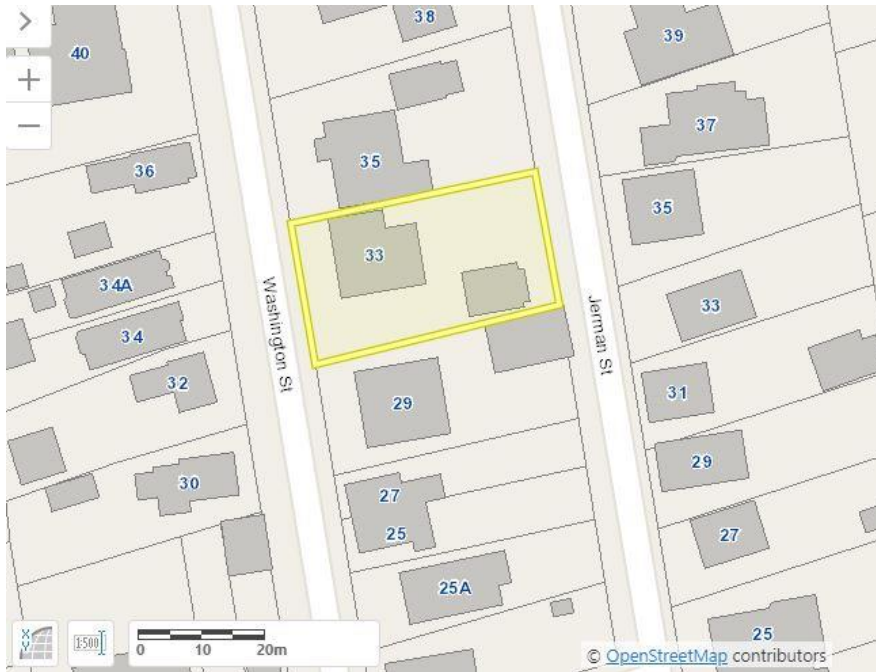 >
+
−
40
38
39
37
35
36
35
34A
33
33
34
32
31
29
29
30
27
25
27
25A
25
Washington St
Jerman St
X
Y
1:500
0 10 20m
© OpenStreetMap contributors